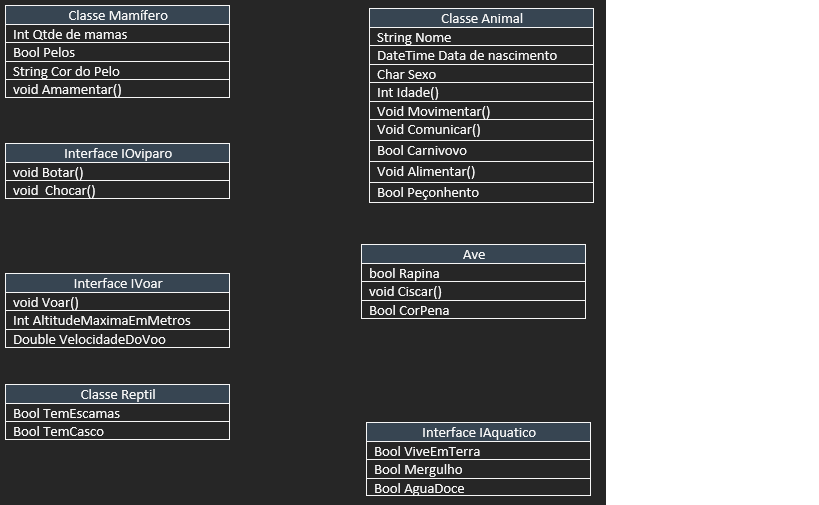 Classe Mamífero
Int Qtde de mamas
Bool Pelos
String Cor do Pelo
void Amamentar()
Interface IOviparo
void Botar()
void  Chocar()
Interface IVoar
void Voar()
Int AltitudeMaximaEmMetros
Double VelocidadeDoVoo
Classe Reptil
Bool TemEscamas
Bool TemCasco
Classe Animal
String Nome
DateTime Data de nascimento
Char Sexo
Int Idade()
Void Movimentar()
Void Comunicar()
Bool Carnivovo
Void Alimentar()
Bool Peçonhento
Ave
bool Rapina
void Ciscar()
Bool CorPena
Interface IAquatico
Bool ViveEmTerra
Bool Mergulho
Bool AguaDoce